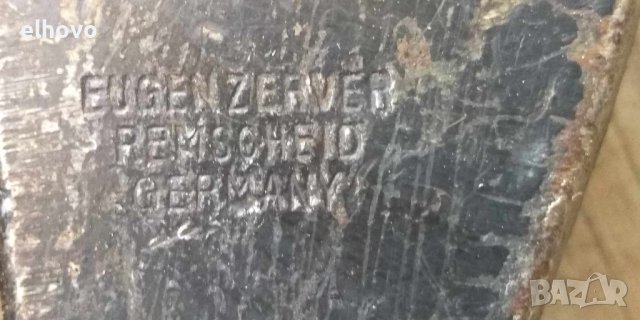 elhovo
EUGEN ZERVER
REMSCHEID
GERMANY
BAZAR